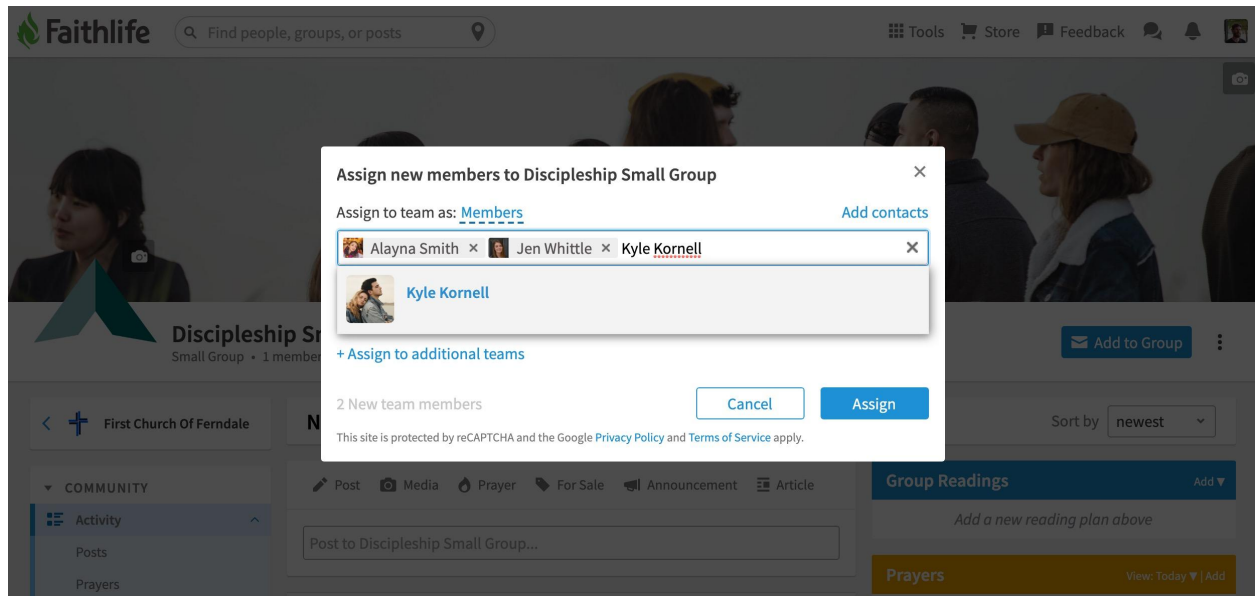 Faithlife
Find people, groups, or posts
Tools Store Feedback
Assign new members to Discipleship Small Group
Assign to team as: Members Add contacts
Alayna Smith × Jen Whittle × Kyle Kornell
Kyle Kornell
+ Assign to additional teams
2 New team members Cancel Assign
This site is protected by reCAPTCHA and the Google Privacy Policy and Terms of Service apply.
Discipleship Sm
Small Group • 1 member
Add to Group
First Church Of Ferndale
N
Sort by newest
COMMUNITY
Activity
Posts
Prayers
Post Media Prayer For Sale Announcement Article
Post to Discipleship Small Group...
Group Readings Add ▼
Add a new reading plan above
Prayers View: Today ▼ | Add